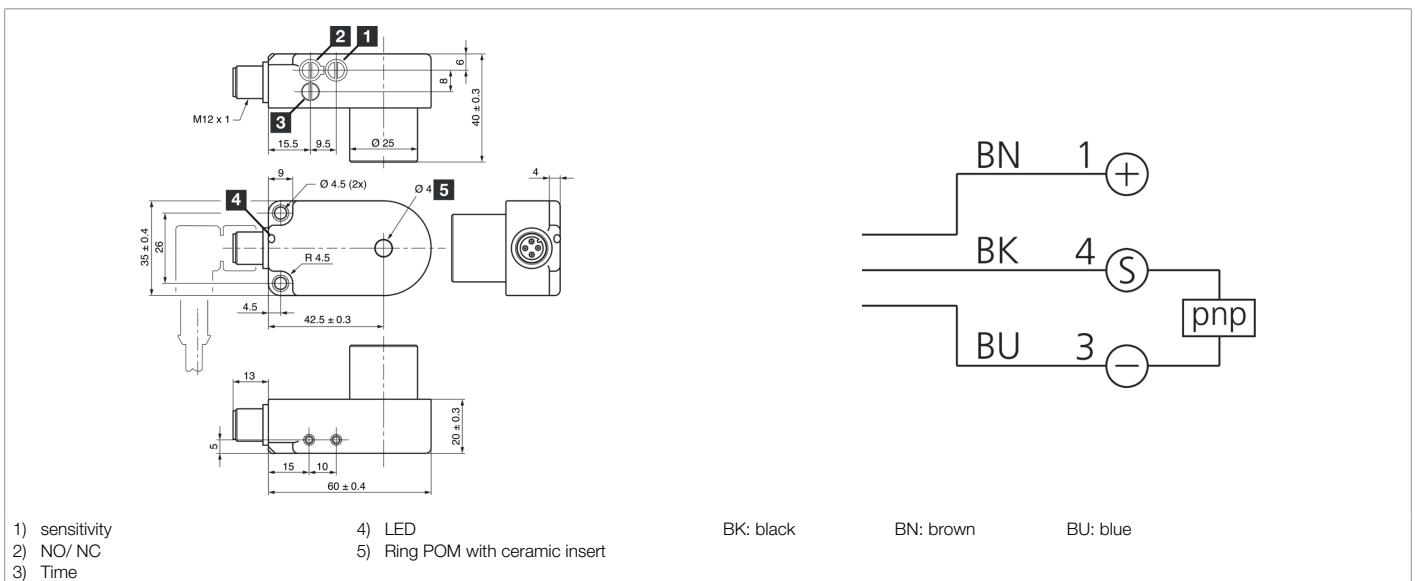 2 1
6
8
40 ± 0.3
M12 x 1
3
15.5 9.5 Ø 25
9
Ø 4.5 (2x)
Ø 4 5
4
4
35 ± 0.4
26
R 4.5
4.5
42.5 ± 0.3
13
20 ± 0.3
5
15 10
60 ± 0.4
BN 1 +
BK 4 S
pnp
BU 3 −
1) sensitivity
2) NO/ NC
3) Time
4) LED
5) Ring POM with ceramic insert
BK: black BN: brown BU: blue